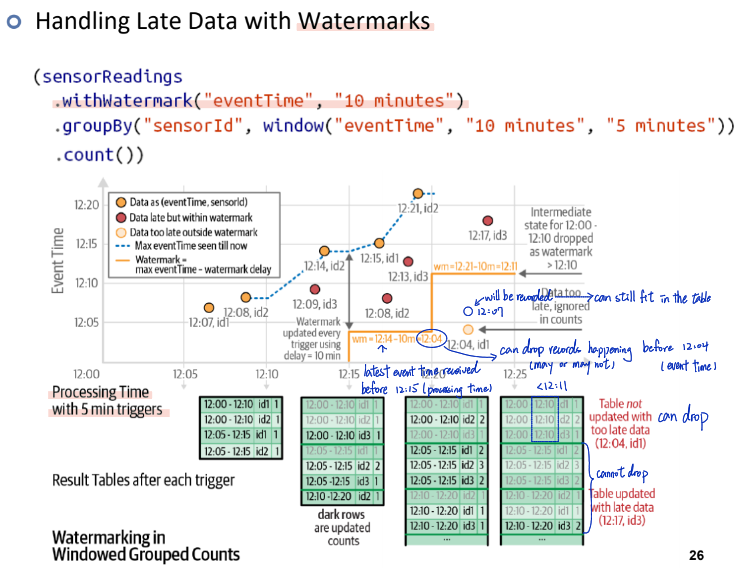 Handling Late Data with Watermarks
(sensorReadings
.withWatermark("eventTime", "10 minutes")
.groupBy("sensorId", window("eventTime", "10 minutes", "5 minutes"))
.count())
Event Time
12:20
12:15
12:10
12:05
Data as (eventTime, sensorId)
Data late but within watermark
Data too late outside watermark
Max eventTime seen till now
Watermark =
max eventTime - watermark delay
12:07, id1
12:08, id2
12:14, id2
12:09, id3
12:15, id1
12:13, id3
12:08, id2
12:21, id2
12:17, id3
12:04, id1
Intermediate
state for 12:00 -
12:10 dropped
as watermark
> 12:10
wm=12:21-10m=12:11
Data too
late, ignored
in counts
will be recorded
can still fit in the table
12:07
Watermark
updated every
trigger using
delay = 10 min
wm = 12:14 - 10m = 12:04
can drop records happening before 12:04
(may or may not)
(event time)
latest event time received
before 12:15 (processing time)
<12:11
12:00
12:05
12:10
12:15
12:20
12:25
Processing Time
with 5 min triggers
Result Tables after each trigger
12:00 - 12:10 id1 1
12:00 - 12:10 id2 1
12:05 - 12:15 id1 1
12:05 - 12:15 id2 1
12:00 - 12:10 id1 1
12:00 - 12:10 id2 1
12:00 - 12:10 id3 1
12:05 - 12:15 id1 1
12:05 - 12:15 id2 2
12:05 - 12:15 id3 1
12:10 - 12:20 id2 1
dark rows
are updated
counts
12:00 - 12:10 id1 1
12:00 - 12:10 id2 2
12:00 - 12:10 id3 1
12:05 - 12:15 id1 2
12:05 - 12:15 id2 3
12:05 - 12:15 id3 2
12:10 - 12:20 id2 1
12:10 - 12:20 id1 1
12:10 - 12:20 id3 1
...
12:00 - 12:10 id1 1
12:00 - 12:10 id2 2
12:00 - 12:10 id3 1
12:05 - 12:15 id1 2
12:05 - 12:15 id2 3
12:05 - 12:15 id3 2
12:10 - 12:20 id2 1
12:10 - 12:20 id1 1
12:10 - 12:20 id3 2
...
Table not
updated with
too late data
(12:04, id1)
can drop
cannot drop
Table updated
with late data
(12:17, id3)
Watermarking in
Windowed Grouped Counts
26